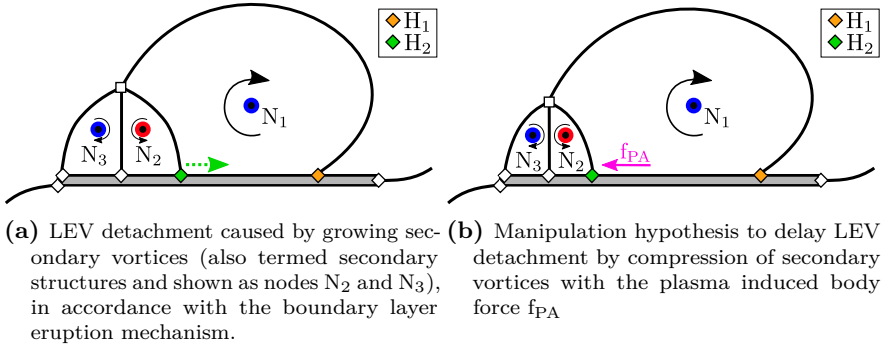 H1
H2
N1
N3
N2
H1
H2
N1
N3
N2
fPA
(a) LEV detachment caused by growing sec-
ondary vortices (also termed secondary
structures and shown as nodes N2 and N3),
in accordance with the boundary layer
eruption mechanism.
(b) Manipulation hypothesis to delay LEV
detachment by compression of secondary
vortices with the plasma induced body
force fPA